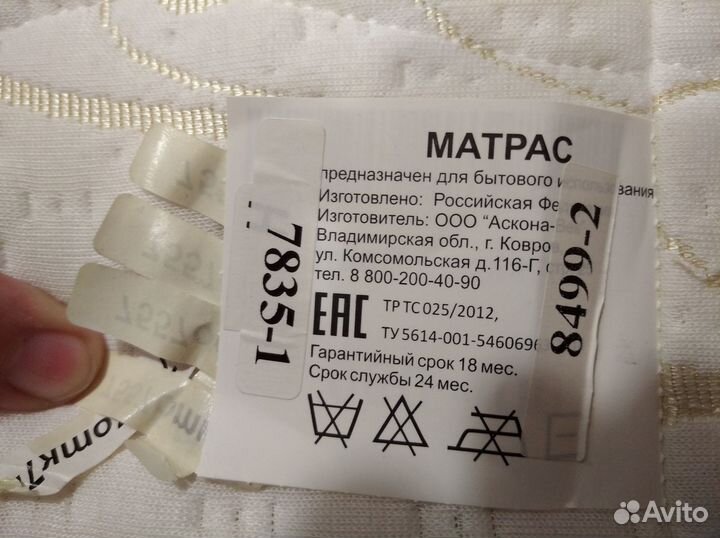 МАТРАС
предназначен для бытового
Изготовлено: Российская
Изготовитель: ООО "Аскона-
Владимирская обл., г. Ковров
ул. Комсомольская д.116-Г,
тел. 8 800-200-40-90
ЕАС ТР ТС 025/2012,
ТУ 5614-001-5460696
Гарантийный срок 18 мес.
Срок службы 24 мес.
7835-1
8499-2
Avito